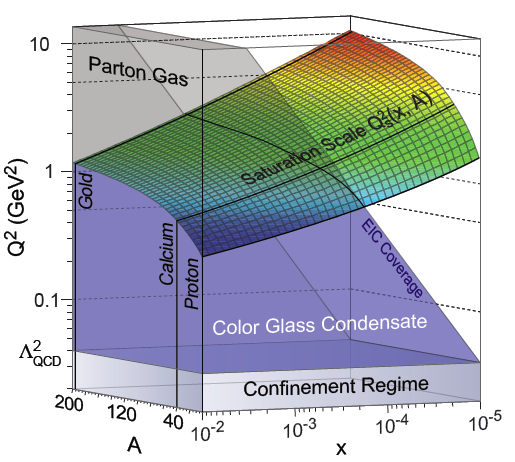 10
Parton Gas
Saturation Scale Q²ₛ(x, A)
1
Gold
Q² (GeV²)
Calcium
Proton
EIC Coverage
0.1
Color Glass Condensate
Λ²QCD
Confinement Regime
200
120
40
A
10⁻²
10⁻³
10⁻⁴
10⁻⁵
x